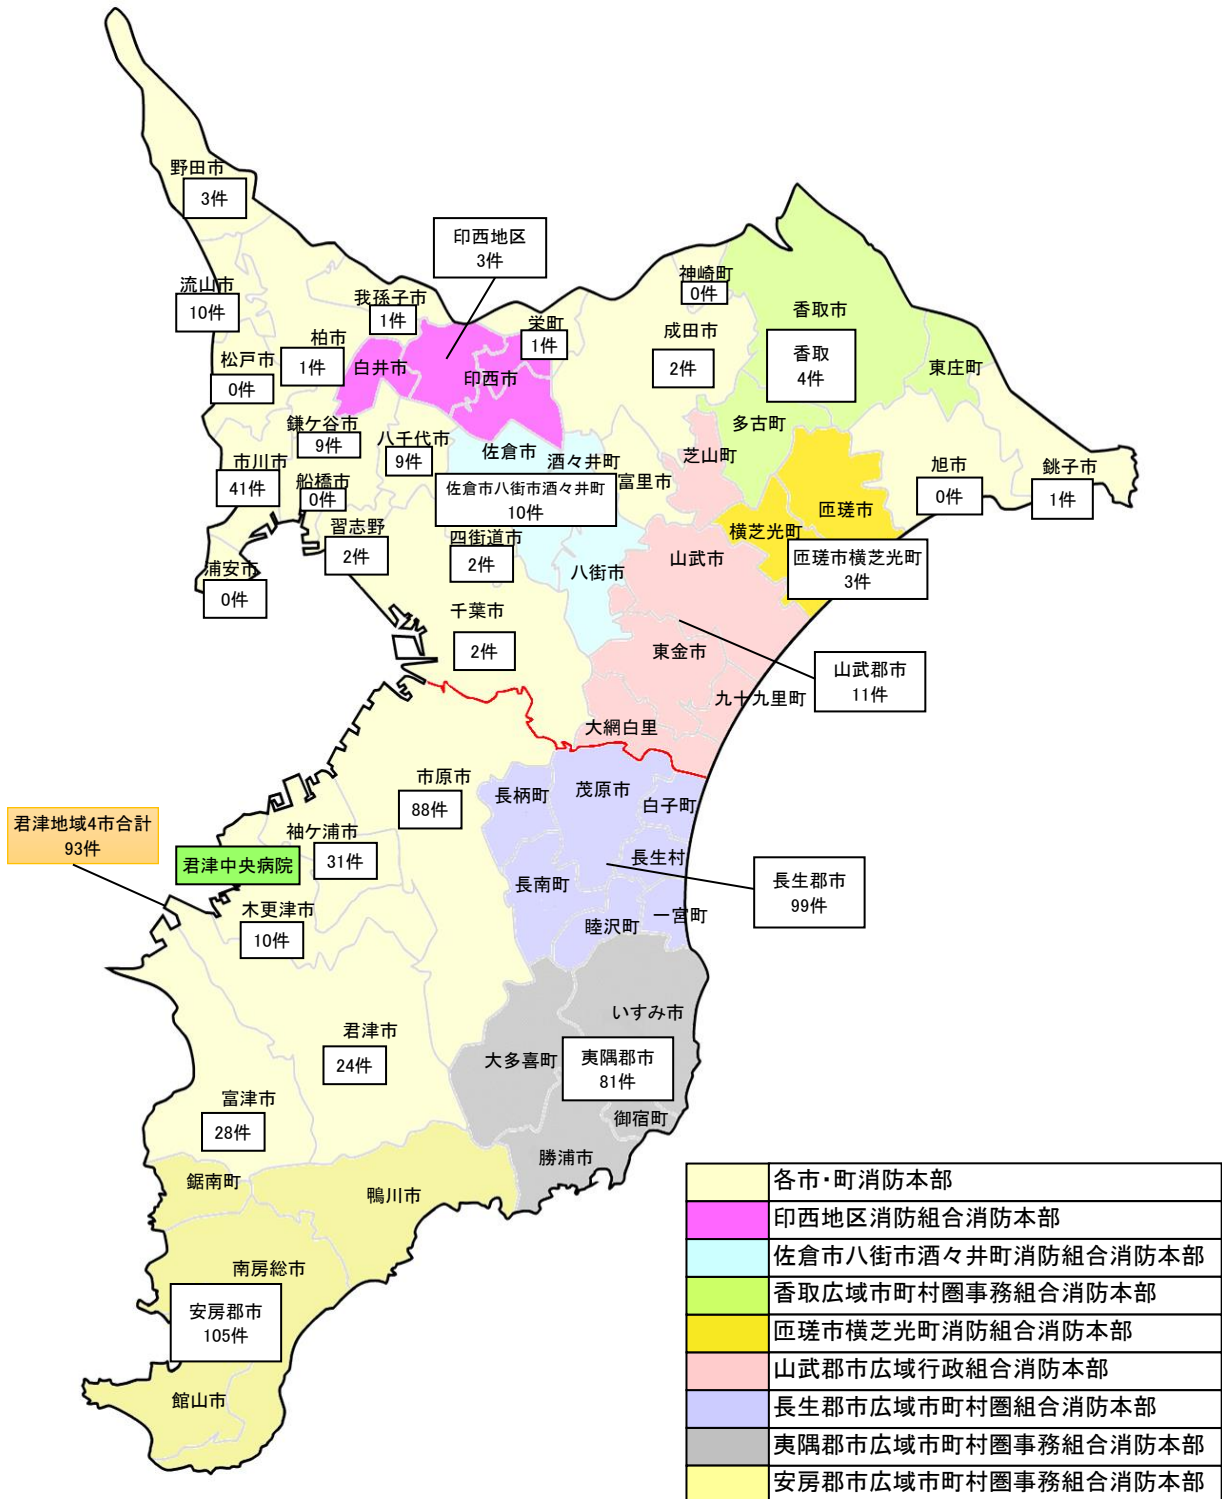 野田市
3件
印西地区
3件
流山市
10件
我孫子市
1件
栄町
1件
神崎町
0件
成田市
2件
香取市
香取
4件
東庄町
柏市
1件
松戸市
0件
白井市
印西市
多古町
鎌ケ谷市
9件
八千代市
9件
佐倉市
酒々井町
富里市
芝山町
市川市
41件
船橋市
0件
佐倉市八街市酒々井町
10件
旭市
0件
銚子市
1件
匝瑳市
横芝光町
匝瑳市横芝光町
3件
習志野
2件
四街道市
2件
八街市
山武市
浦安市
0件
千葉市
2件
東金市
山武郡市
11件
九十九里町
大網白里
市原市
88件
長柄町
茂原市
白子町
君津地域4市合計
93件
袖ケ浦市
31件
君津中央病院
長生村
長南町
長生郡市
99件
木更津市
10件
睦沢町
一宮町
いすみ市
君津市
24件
大多喜町
夷隅郡市
81件
富津市
28件
御宿町
勝浦市
鋸南町
鴨川市
南房総市
安房郡市
105件
館山市
各市・町消防本部
印西地区消防組合消防本部
佐倉市八街市酒々井町消防組合消防本部
香取広域市町村圏事務組合消防本部
匝瑳市横芝光町消防組合消防本部
山武郡市広域行政組合消防本部
長生郡市広域市町村圏組合消防本部
夷隅郡市広域市町村圏事務組合消防本部
安房郡市広域市町村圏事務組合消防本部